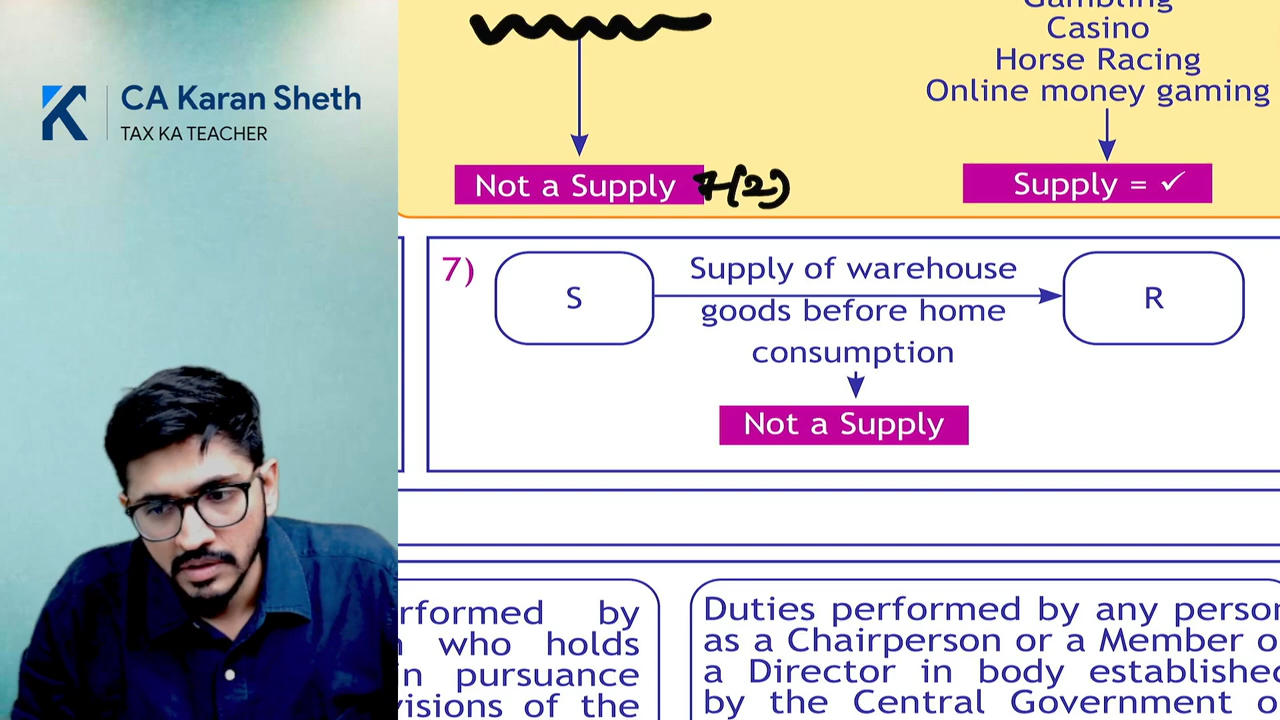 CA Karan Sheth
TAX KA TEACHER
Gambling
Casino
Horse Racing
Online money gaming
Not a Supply 7(2)
Supply = ✓
7)
S
Supply of warehouse
goods before home
consumption
R
Not a Supply
rformed by
who holds
n pursuance
visions of the
Duties performed by any person
as a Chairperson or a Member o
a Director in body established
by the Central Government o